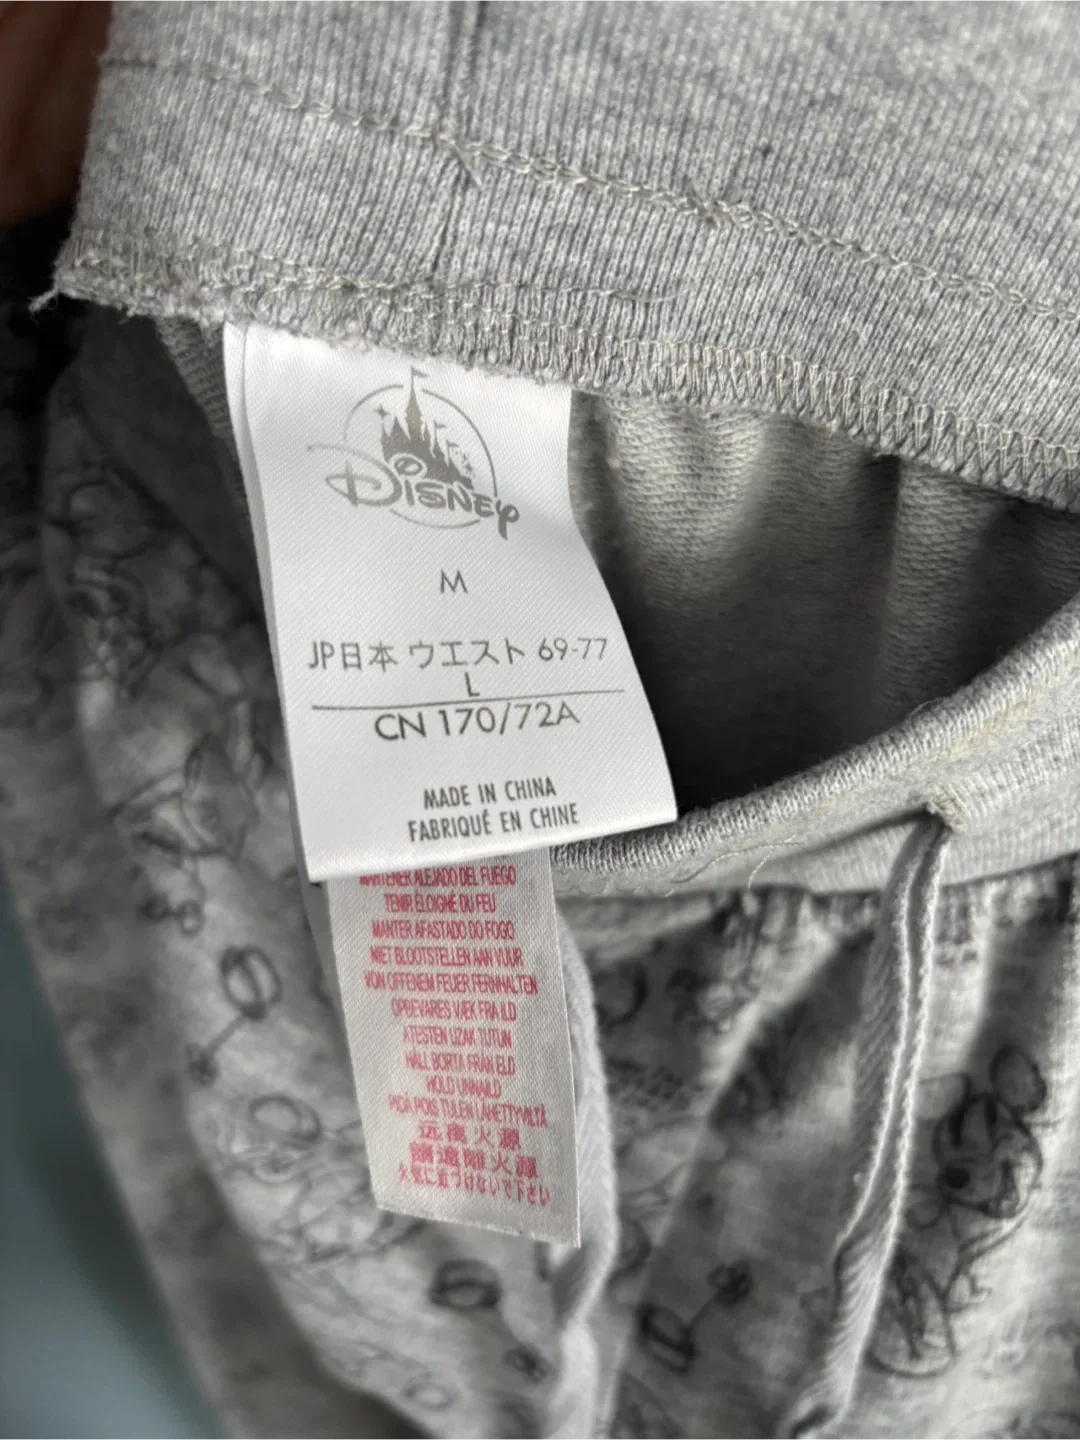 Disney
M
JP日本 ウエスト 69-77
L
CN 170/72A
MADE IN CHINA
FABRIQUÉ EN CHINE
MANTENER ALEJADO DEL FUEGO
TENIR ÉLOIGNÉ DU FEU
MANTER AFASTADO DO FOGO
NIET BLOOTSTELLEN AAN VUUR
VON OFFENEM FEUER FERNHALTEN
OPBEVARES VÆK FRA ILD
ATEŞTEN UZAK TUTUN
HÅLL BORTA FRÅN ELD
HOLD UNNA ILD
PIDÄ POIS TULEN LÄHETTYVILTÄ
远离火源
請遠離火源
火気に近づけないで下さい